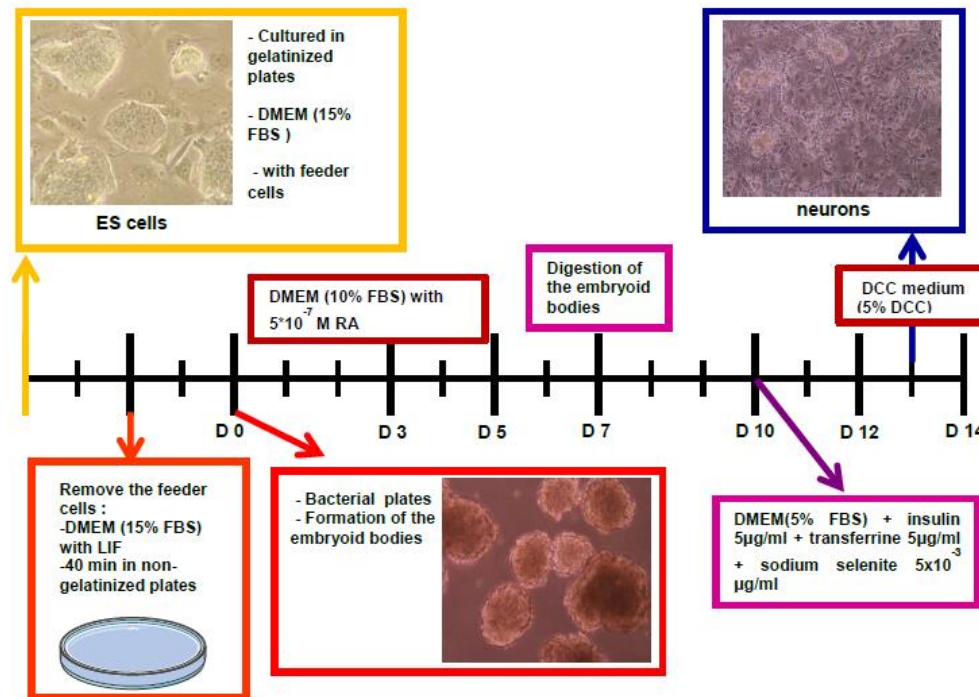 - Cultured in
gelatinized
plates
- DMEM (15%
FBS )
- with feeder
cells
ES cells
neurons
DMEM (10% FBS) with
5*10-7 M RA
Digestion of
the embryoid
bodies
DCC medium
(5% DCC)
D 0
D 3
D 5
D 7
D 10
D 12
D 14
Remove the feeder
cells :
-DMEM (15% FBS)
with LIF
-40 min in non-
gelatinized plates
- Bacterial plates
- Formation of the
embryoid bodies
DMEM(5% FBS) + insulin
5µg/ml + transferrine 5µg/ml
+ sodium selenite 5x10-3
µg/ml